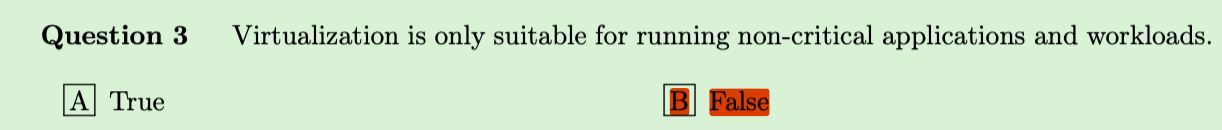 Question 3 Virtualization is only suitable for running non-critical applications and workloads.
A True B False